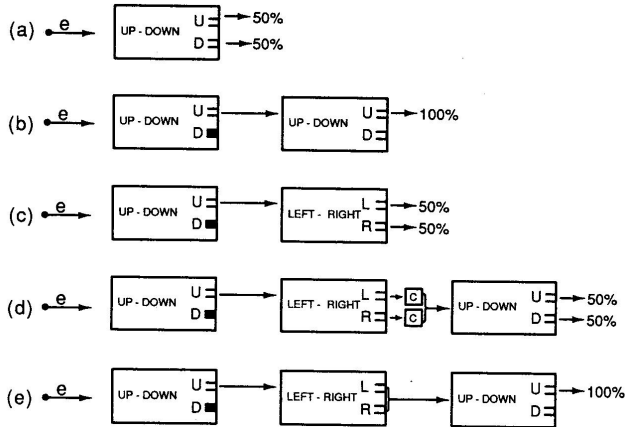 (a) e UP - DOWN U 50%
D 50%
(b) e UP - DOWN U UP - DOWN U 100%
D D
(c) e UP - DOWN U LEFT - RIGHT L 50%
D R 50%
(d) e UP - DOWN U LEFT - RIGHT L C UP - DOWN U 50%
D R C D 50%
(e) e UP - DOWN U LEFT - RIGHT L UP - DOWN U 100%
D R D